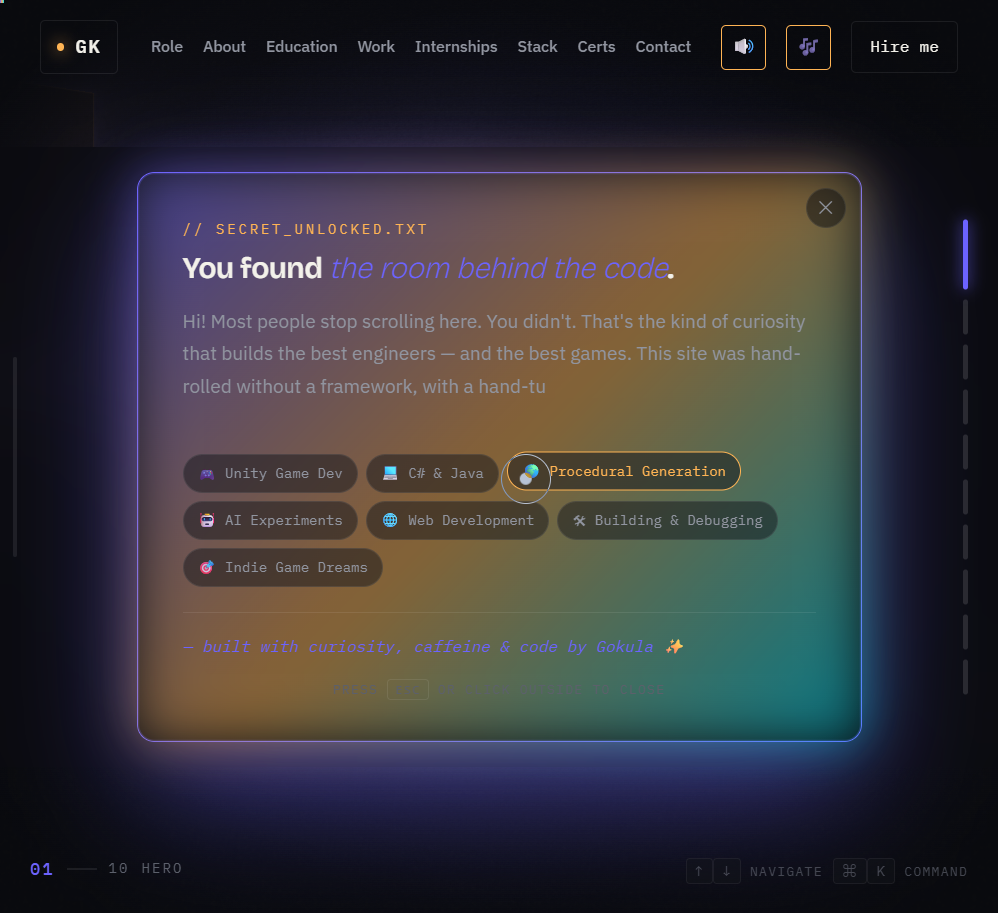 GK
Role About Education Work Internships Stack Certs Contact Hire me
// SECRET_UNLOCKED.TXT
You found the room behind the code.
Hi! Most people stop scrolling here. You didn't. That's the kind of curiosity
that builds the best engineers — and the best games. This site was hand-
rolled without a framework, with a hand-tu
Unity Game Dev C# & Java Procedural Generation
AI Experiments Web Development Building & Debugging
Indie Game Dreams
— built with curiosity, caffeine & code by Gokula ✨
01 10 HERO
↑ ↓ NAVIGATE ⌘ K COMMAND